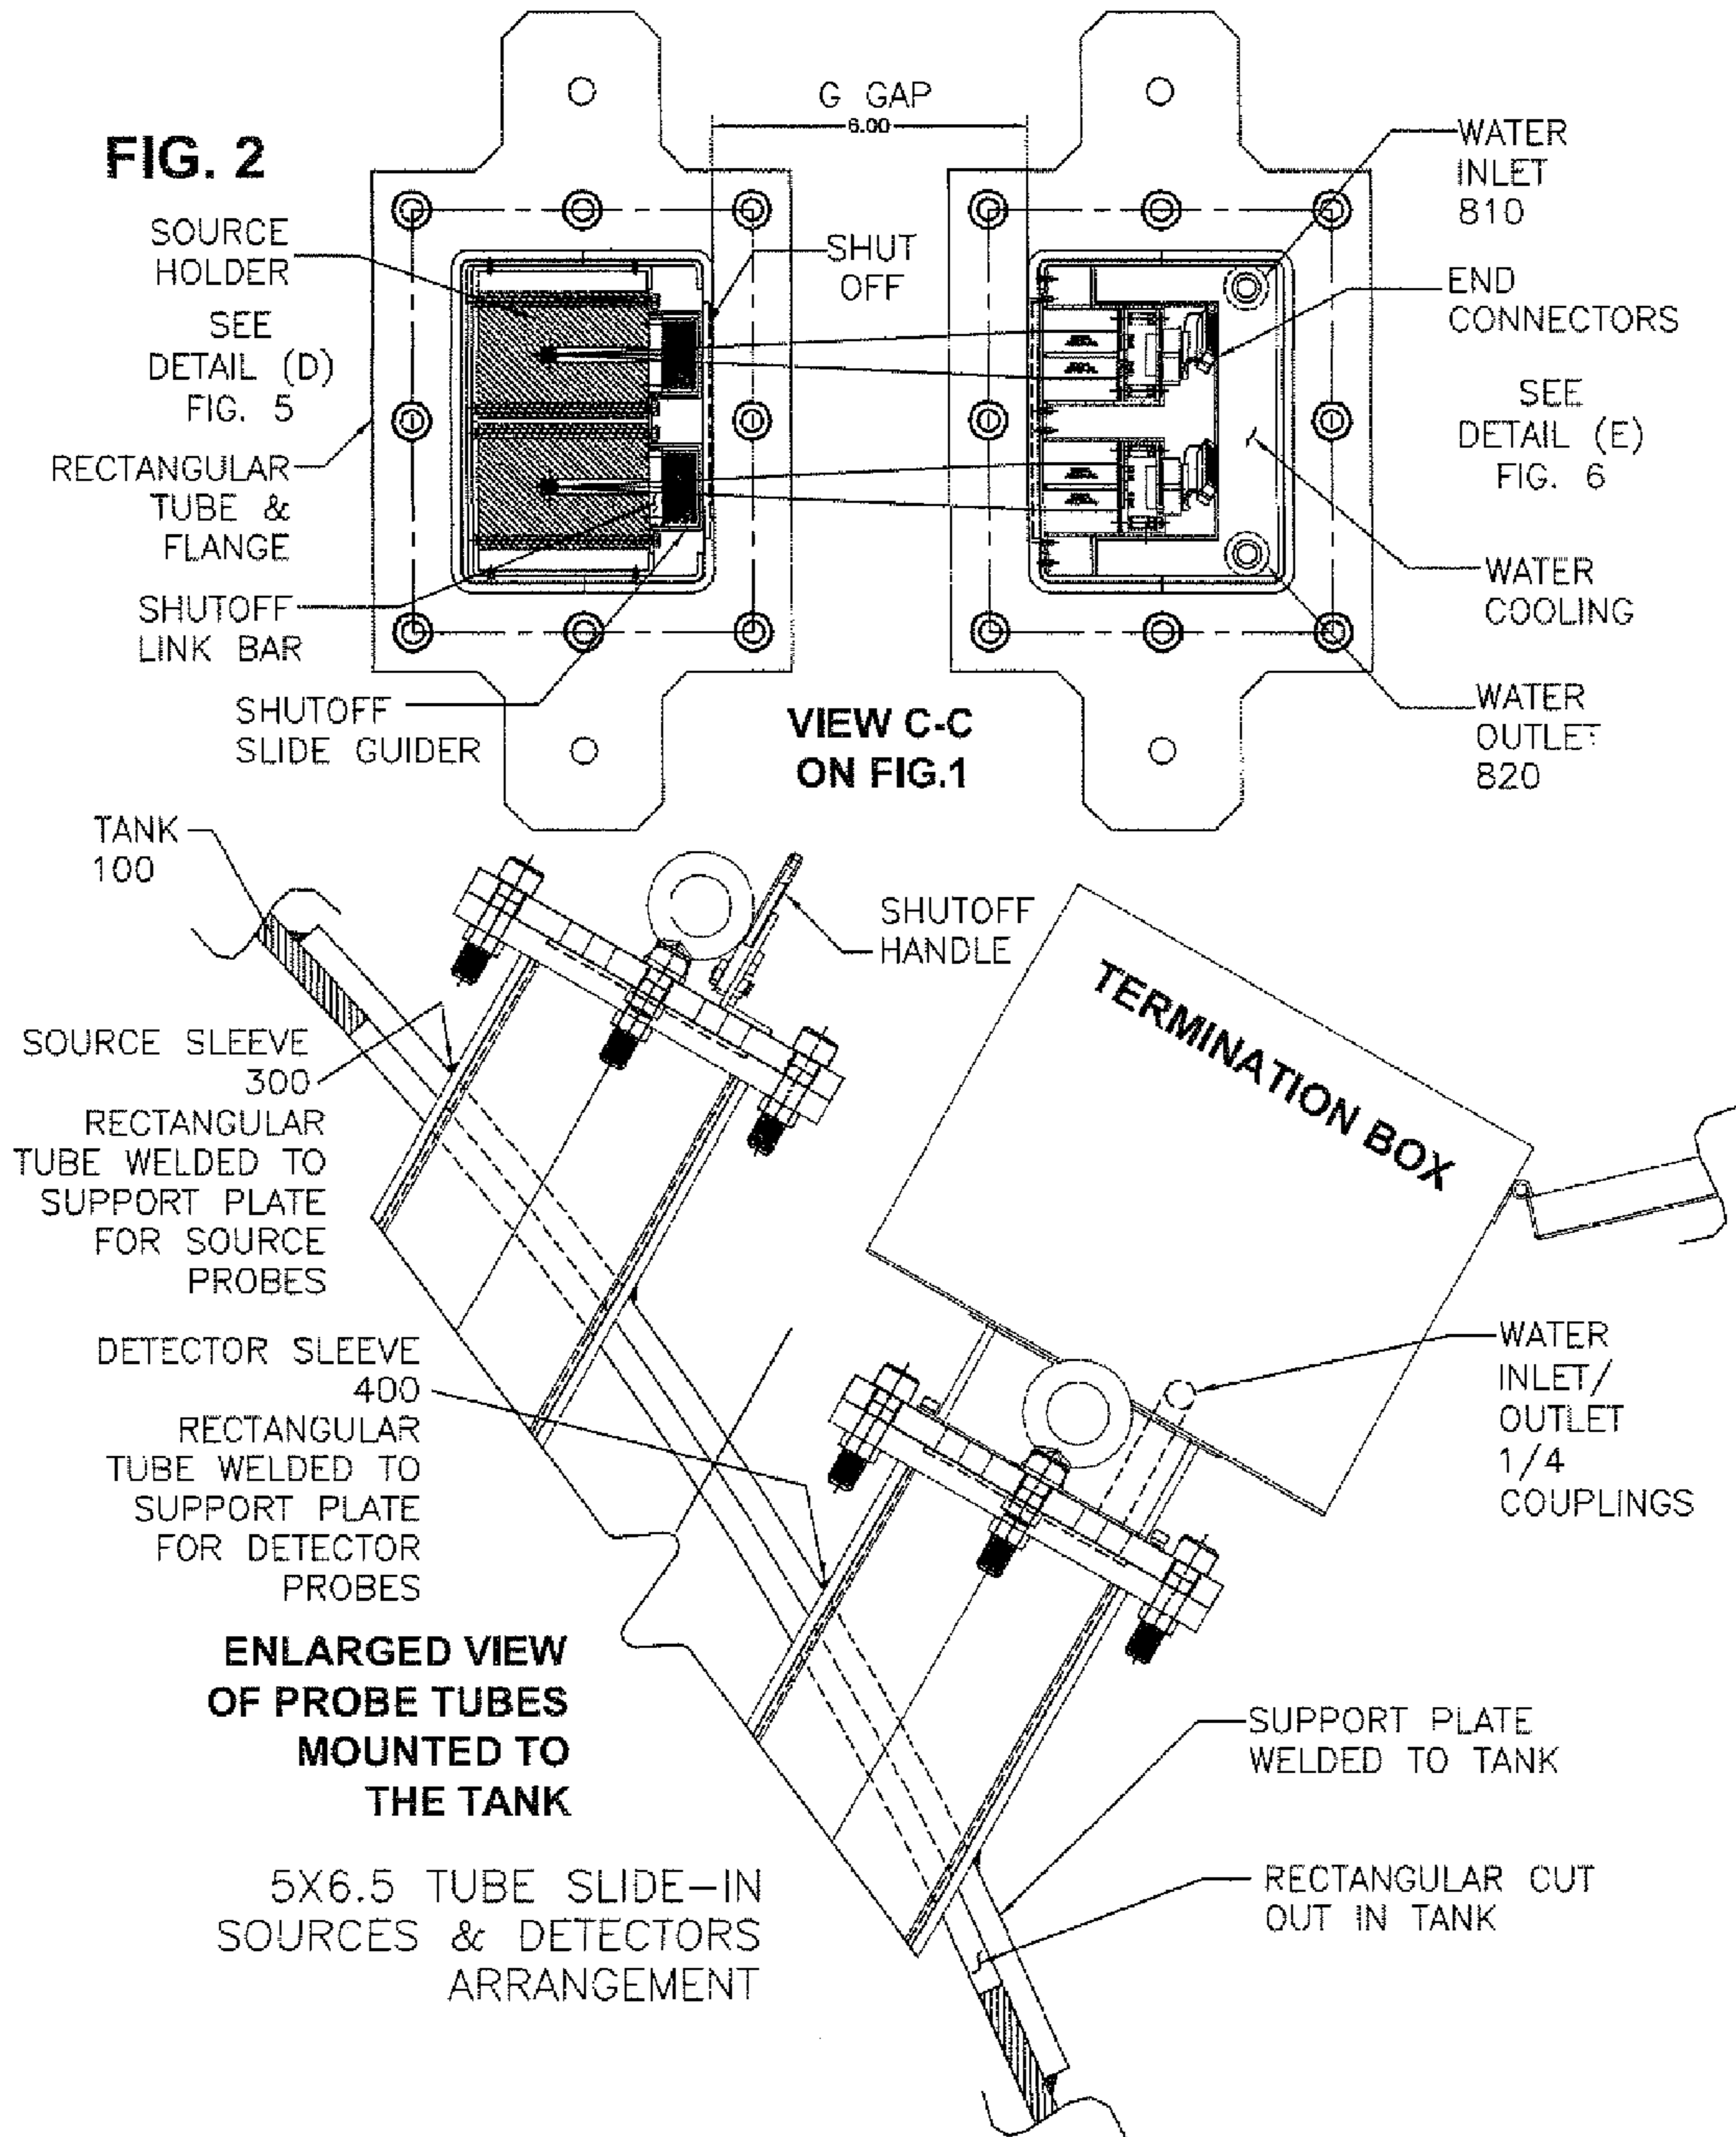 FIG. 2
G GAP
6.00
WATER
INLET
810
SOURCE
HOLDER
SHUT
OFF
END
CONNECTORS
SEE
DETAIL (D)
FIG. 5
SEE
DETAIL (E)
FIG. 6
RECTANGULAR
TUBE &
FLANGE
WATER
COOLING
SHUTOFF
LINK BAR
SHUTOFF
SLIDE GUIDER
VIEW C-C
ON FIG.1
WATER
OUTLET
820
TANK
100
SHUTOFF
HANDLE
TERMINATION BOX
SOURCE SLEEVE
300
RECTANGULAR
TUBE WELDED TO
SUPPORT PLATE
FOR SOURCE
PROBES
DETECTOR SLEEVE
400
RECTANGULAR
TUBE WELDED TO
SUPPORT PLATE
FOR DETECTOR
PROBES
WATER
INLET/
OUTLET
1/4
COUPLINGS
ENLARGED VIEW
OF PROBE TUBES
MOUNTED TO
THE TANK
SUPPORT PLATE
WELDED TO TANK
5X6.5 TUBE SLIDE-IN
SOURCES & DETECTORS
ARRANGEMENT
RECTANGULAR CUT
OUT IN TANK